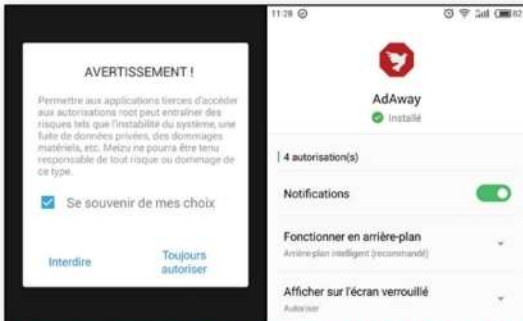 AVERTISSEMENT !
Permettre aux applications tierces d'accéder
aux autorisations root peut entraîner des
risques tels que l'instabilité du système, une
fuite de données privées, des dommages
matériels, etc. Meizu ne pourra être tenu
responsable de tout risque ou dommage de
ce type.
Se souvenir de mes choix
Interdire
Toujours
autoriser
11:28
82
AdAway
Installé
4 autorisation(s)
Notifications
Fonctionner en arrière-plan
Arrière-plan intelligent (recommandé)
Afficher sur l'écran verrouillé
Autoriser